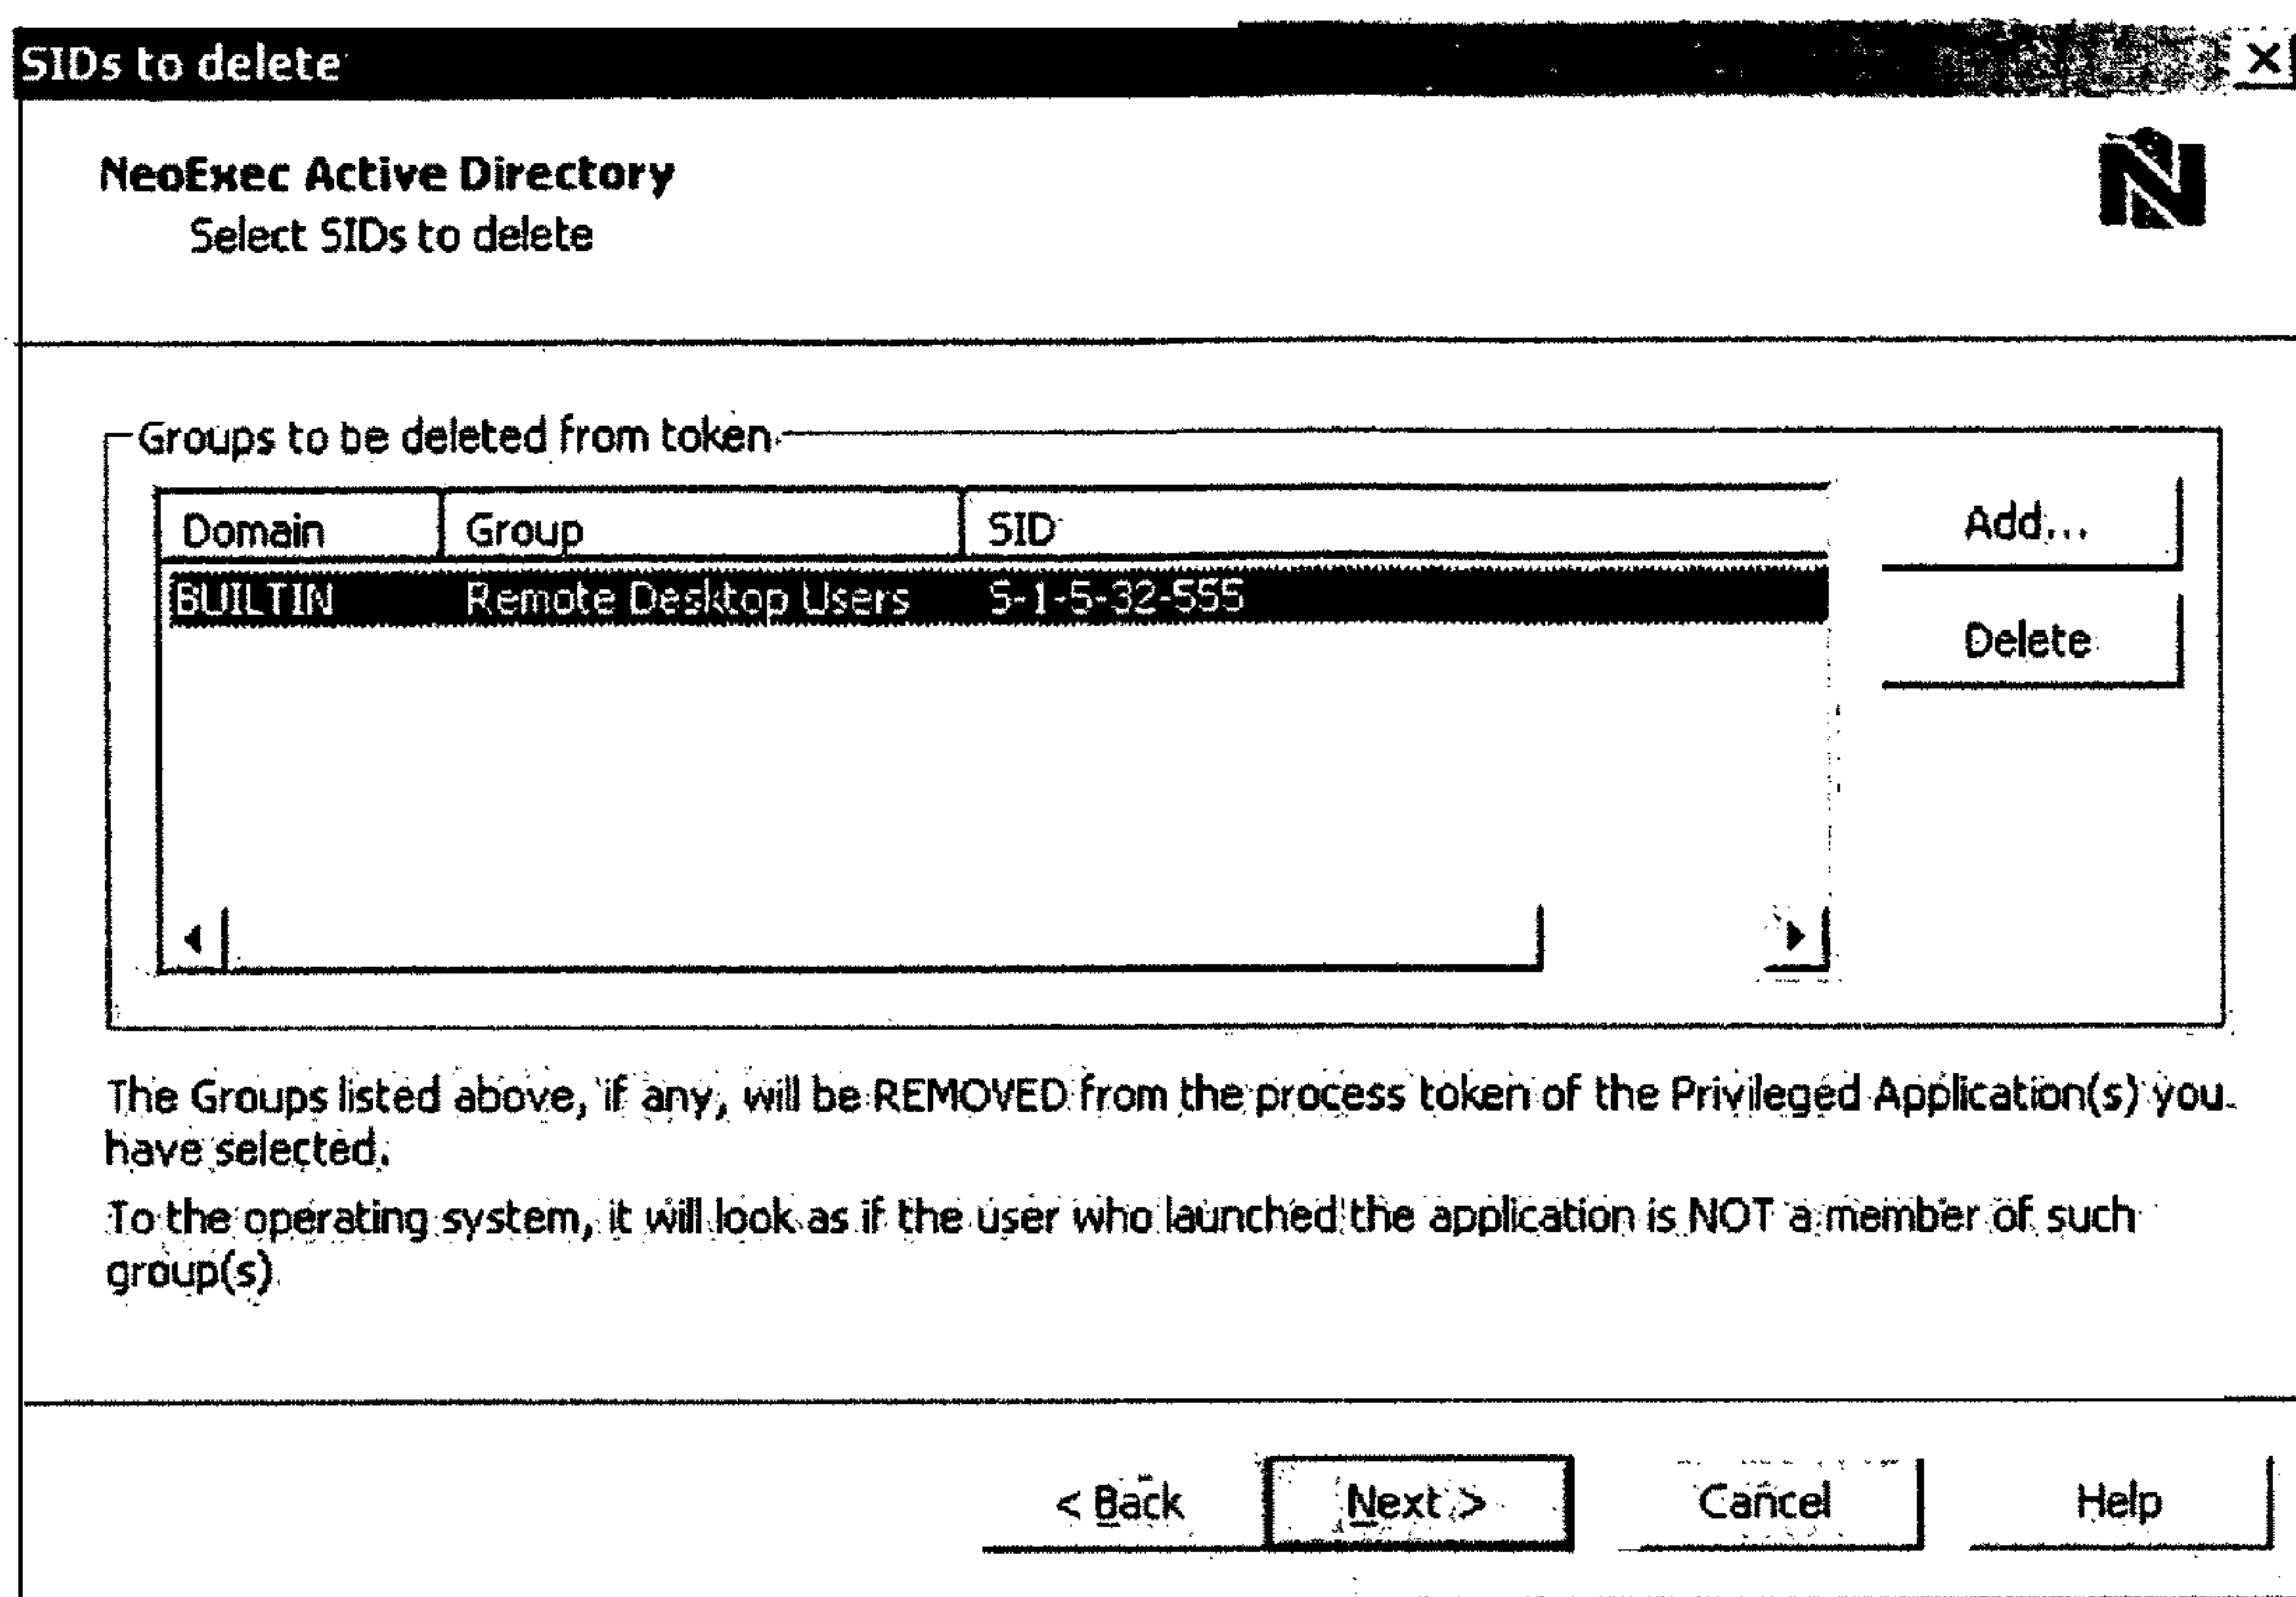 SIDs to delete
NeoExec Active Directory
Select SIDs to delete
Groups to be deleted from token
Domain Group SID
Add...
BUILTIN Remote Desktop Users S-1-5-32-555
Delete
The Groups listed above, if any, will be REMOVED from the process token of the Privileged Application(s) you
have selected.
To the operating system, it will look as if the user who launched the application is NOT a member of such
group(s)
< Back Next > Cancel Help